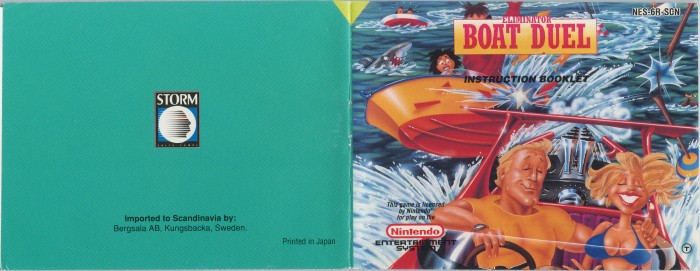 STORM
Imported to Scandinavia by:
Bergsala AB, Kungsbacka, Sweden.
Printed in Japan
NES-6R-SCN
ELIMINATOR
BOAT DUEL
INSTRUCTION BOOKLET
This game is licensed
by Nintendo®
for play on the
Nintendo
ENTERTAINMENT
SYSTEM
T